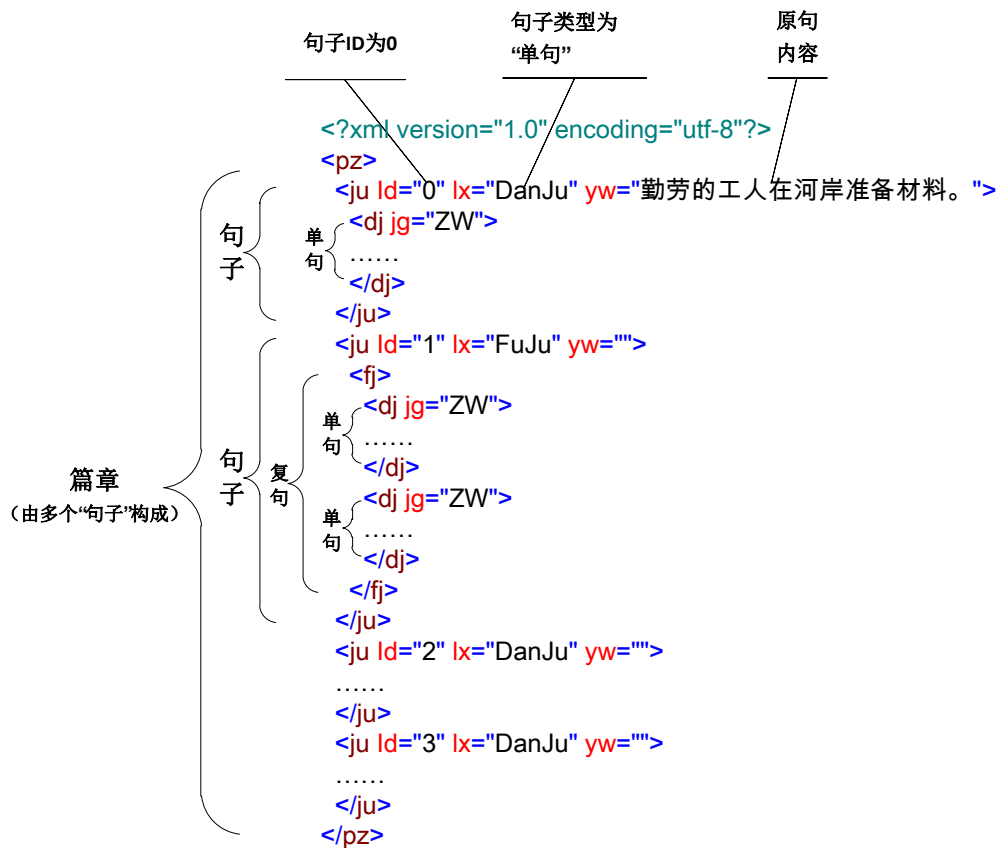 句子ID为0
句子类型为
“单句”
原句
内容
<?xml version="1.0" encoding="utf-8"?>
<pz>
<ju Id="0" lx="DanJu" yw="勤劳的工人在河岸准备材料。">
<dj jg="ZW">
……
</dj>
</ju>
<ju Id="1" lx="FuJu" yw="">
<fj>
<dj jg="ZW">
……
</dj>
<dj jg="ZW">
……
</dj>
</fj>
</ju>
<ju Id="2" lx="DanJu" yw="">
……
</ju>
<ju Id="3" lx="DanJu" yw="">
……
</ju>
</pz>
篇章
（由多个“句子”构成）
句
子
单
句
句
子
复
句
单
句
单
句